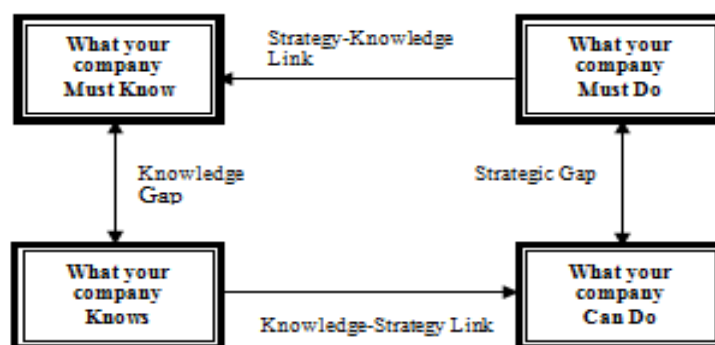 What your
company
Must Know
Strategy-Knowledge
Link
What your
company
Must Do
Knowledge
Gap
Strategic Gap
What your
company
Knows
Knowledge-Strategy Link
What your
company
Can Do